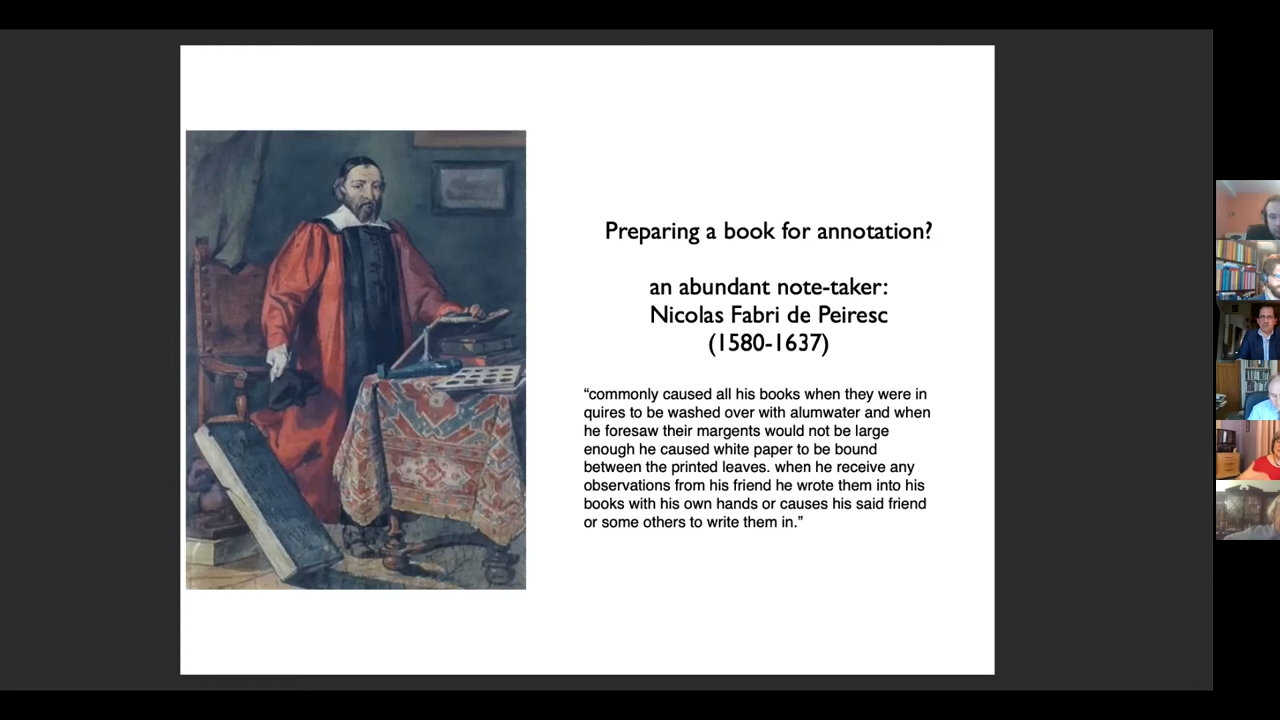 Preparing a book for annotation?
an abundant note-taker:
Nicolas Fabri de Peiresc
(1580-1637)
“commonly caused all his books when they were in
quires to be washed over with alumwater and when
he foresaw their margents would not be large
enough he caused white paper to be bound
between the printed leaves. when he receive any
observations from his friend he wrote them into his
books with his own hands or causes his said friend
or some others to write them in.”